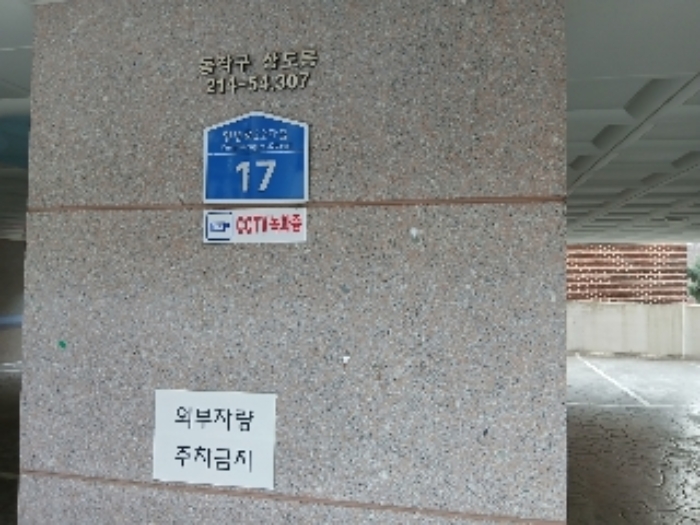 동작구 상도동
214-54.307
17
CCTV녹화중
외부차량
주차금지